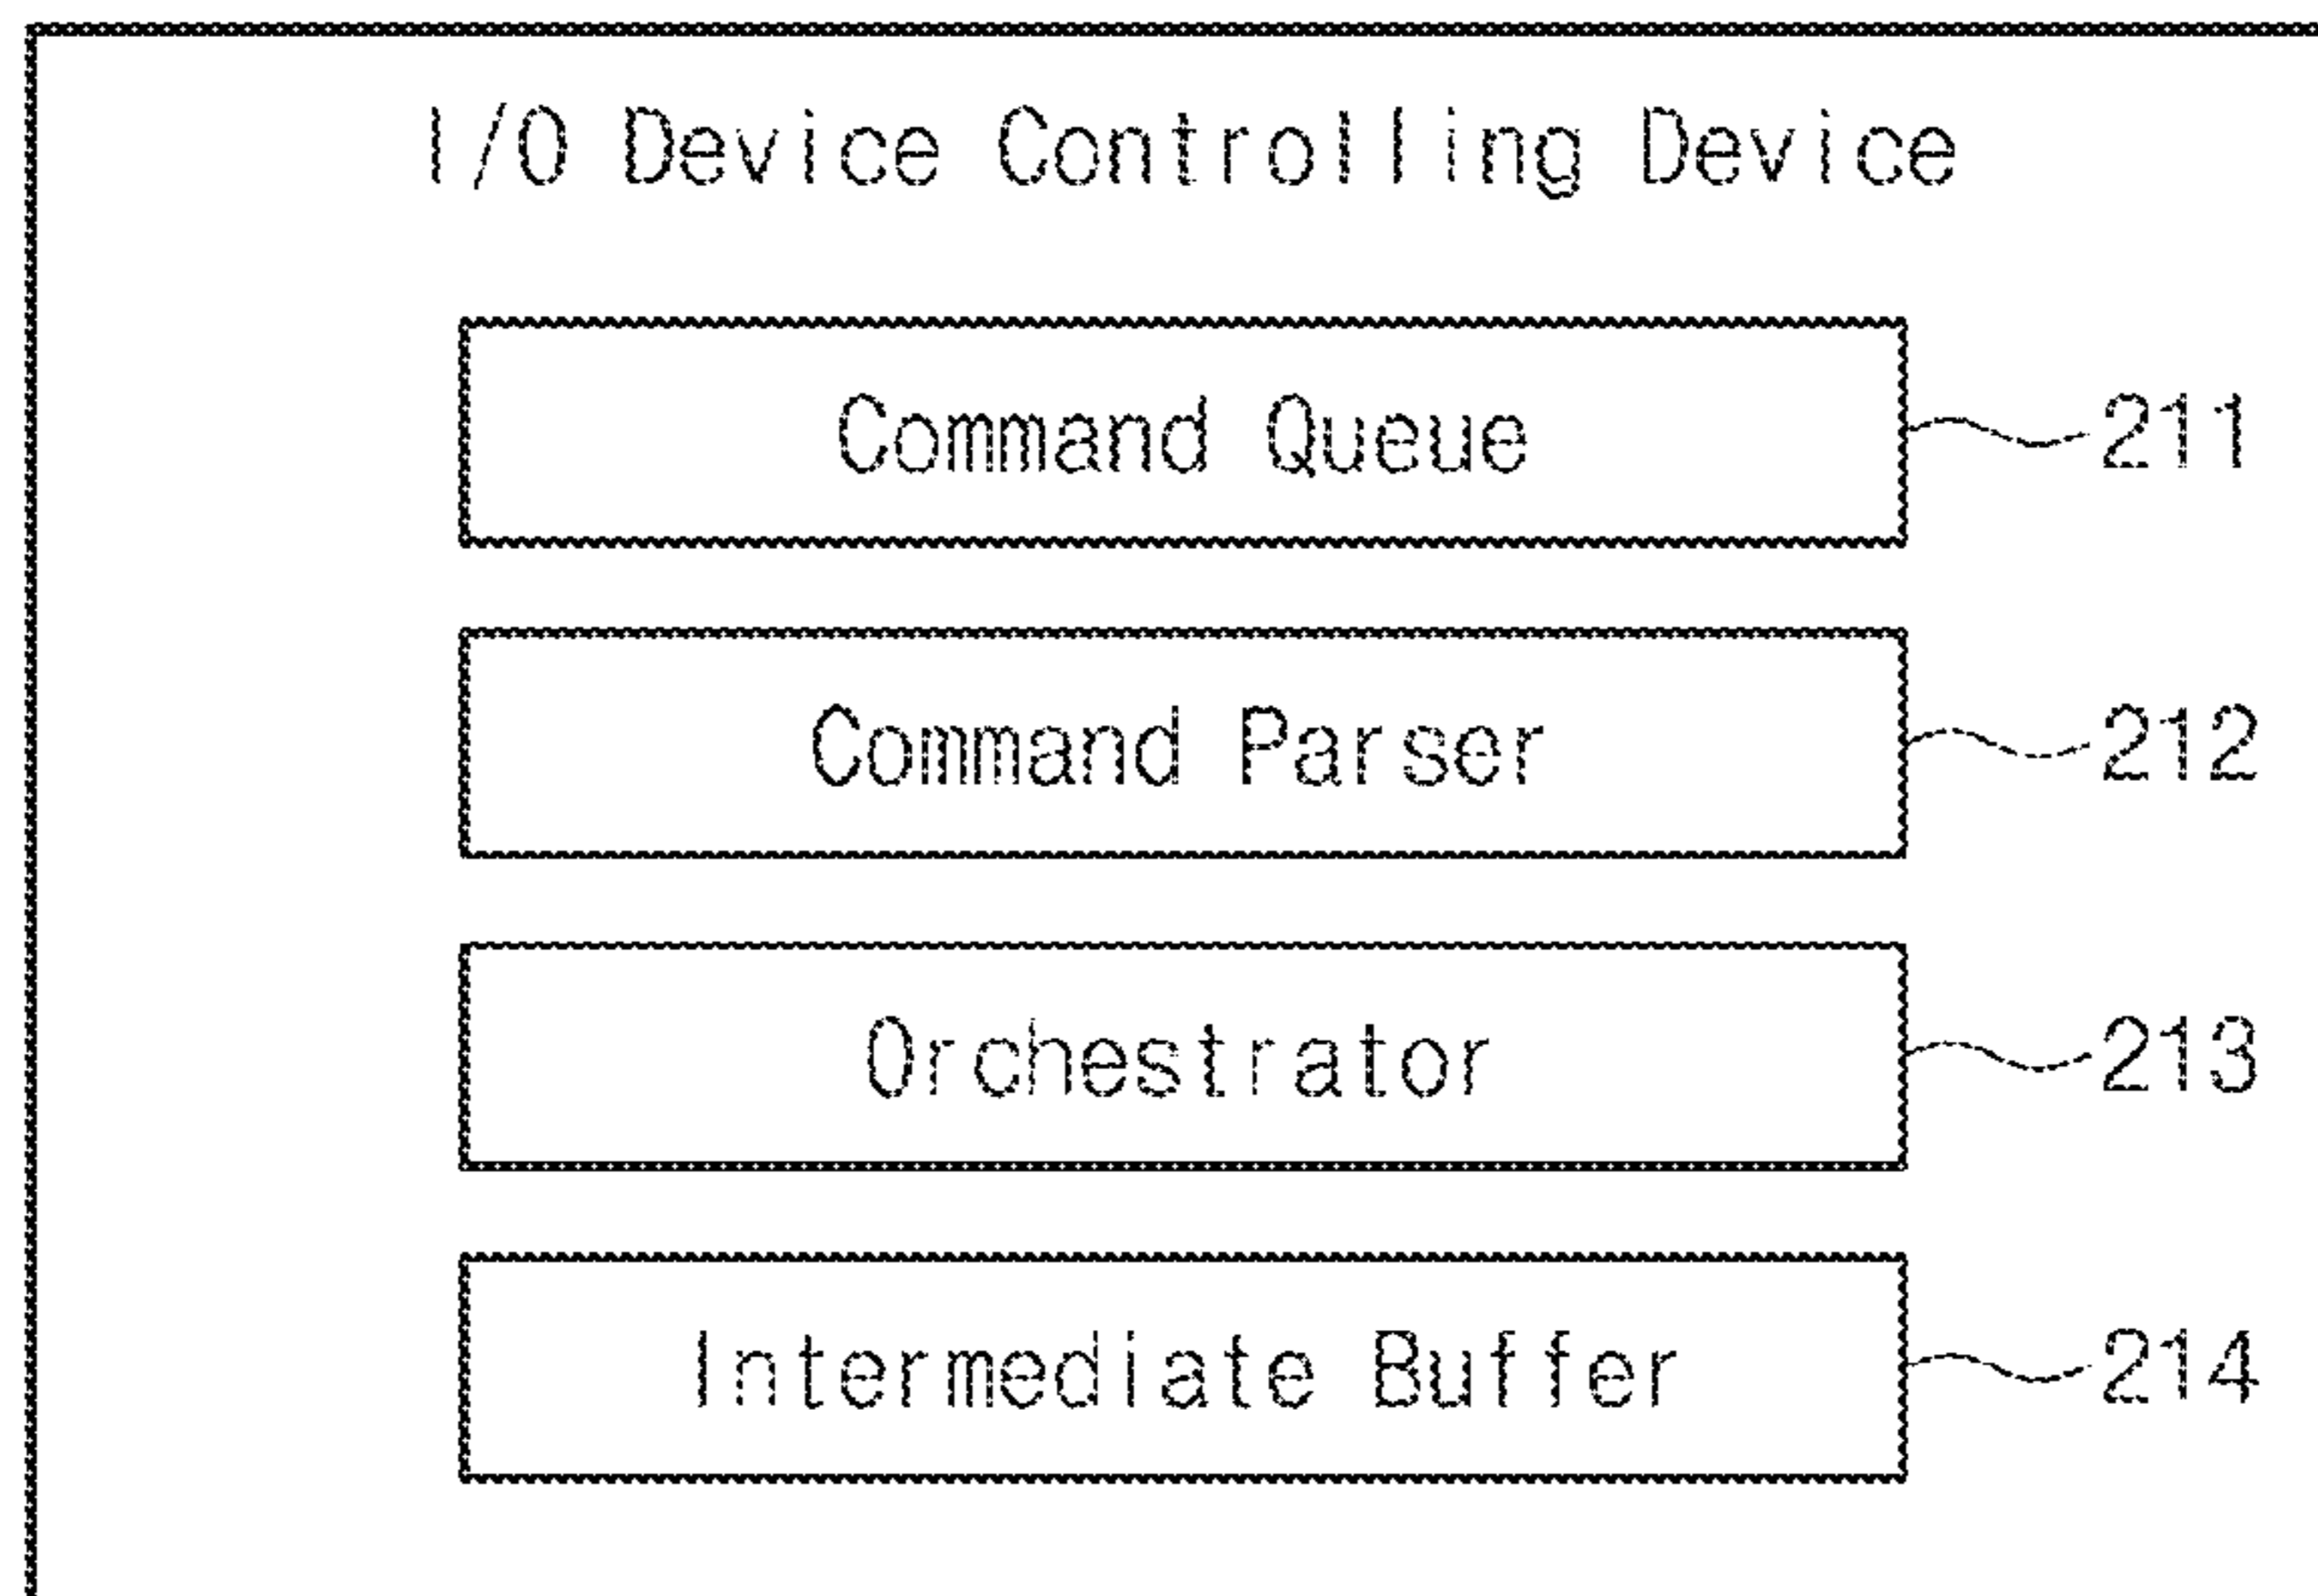 I/O Device Controlling Device
Command Queue 211
Command Parser 212
Orchestrator 213
Intermediate Buffer 214